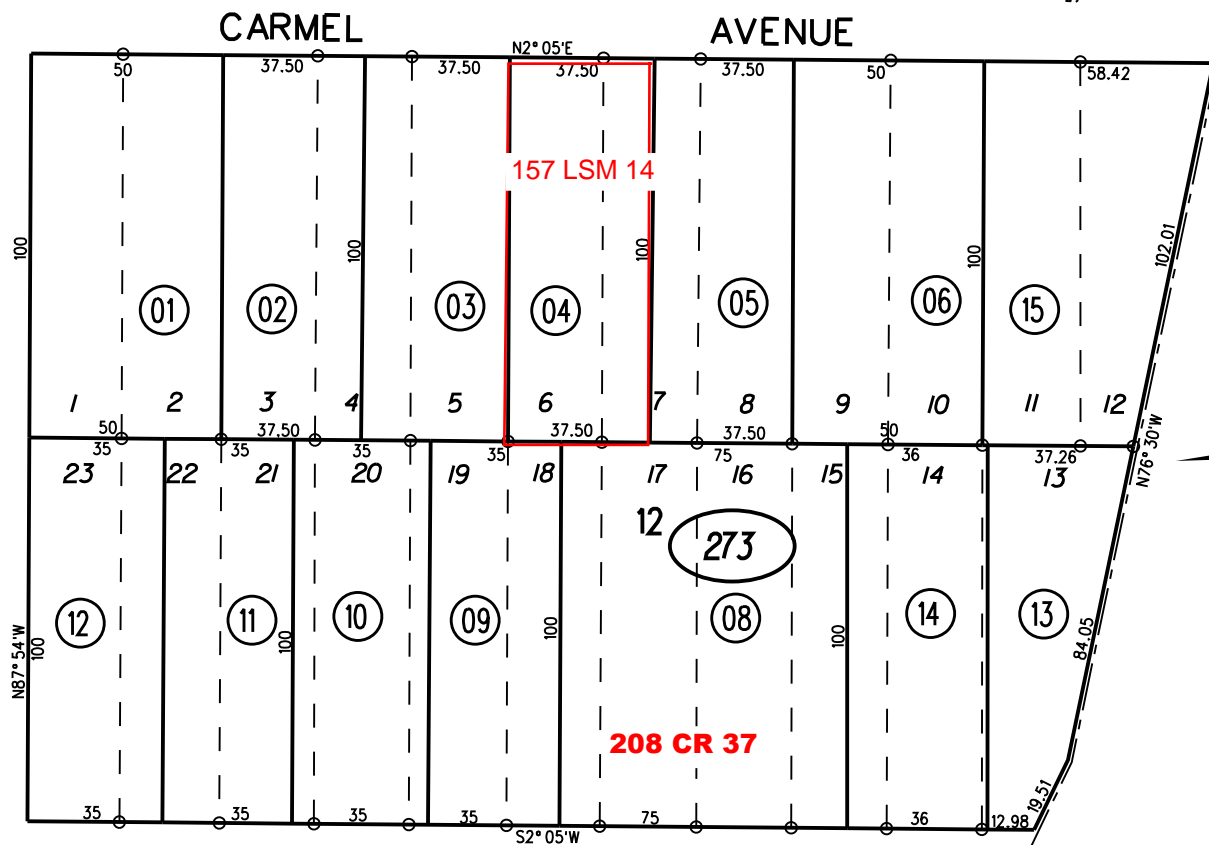 CARMEL AVENUE
N2° 05'E
50 37.50 37.50 37.50 37.50 50 58.42
157 LSM 14
100 100 100 100 102.01
01 02 03 04 05 06 15
1 2 3 4 5 6 7 8 9 10 11 12
50 37.50 37.50 37.50 50 37.26
35 35 35 35 75 36
N76° 30'W
23 22 21 20 19 18 17 16 15 14 13
12 273
12 11 10 09 08 14 13
N87° 54'W 100 100 100 100 84.05
208 CR 37
19.51
35 35 35 35 75 36 12.98
S2° 05'W